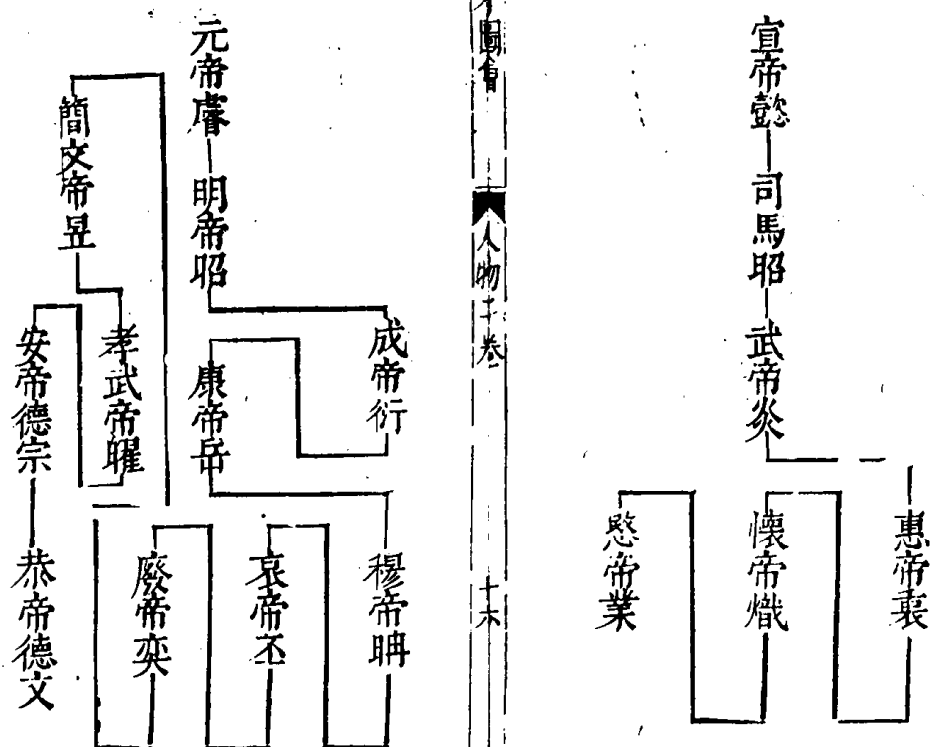 宣帝懿
司馬昭
武帝炎
惠帝衷
懷帝熾
愍帝業
圖會
人物二卷
十六
元帝睿
明帝昭
成帝衍
康帝岳
穆帝聃
哀帝丕
廢帝奕
簡文帝昱
孝武帝曜
安帝德宗
恭帝德文